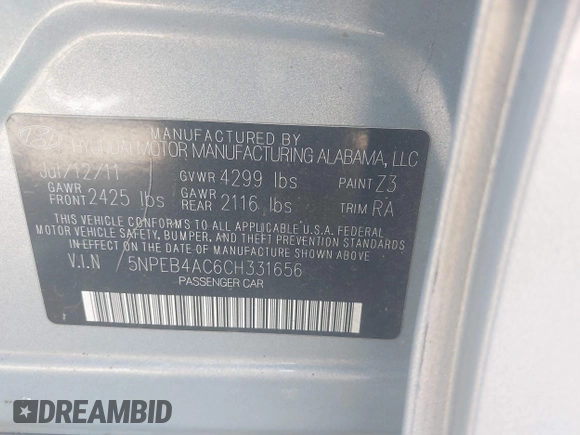 MANUFACTURED BY
HYUNDAI MOTOR MANUFACTURING ALABAMA, LLC
JUL/12/11 GVWR 4299 lbs PAINT Z3
GAWR FRONT 2425 lbs GAWR REAR 2116 lbs TRIM RA
THIS VEHICLE CONFORMS TO ALL APPLICABLE U.S.A. FEDERAL
MOTOR VEHICLE SAFETY, BUMPER, AND THEFT PREVENTION STANDARDS
IN EFFECT ON THE DATE OF MANUFACTURE SHOWN ABOVE.
V.I.N / 5NPEB4AC6CH331656
PASSENGER CAR
DREAMBID